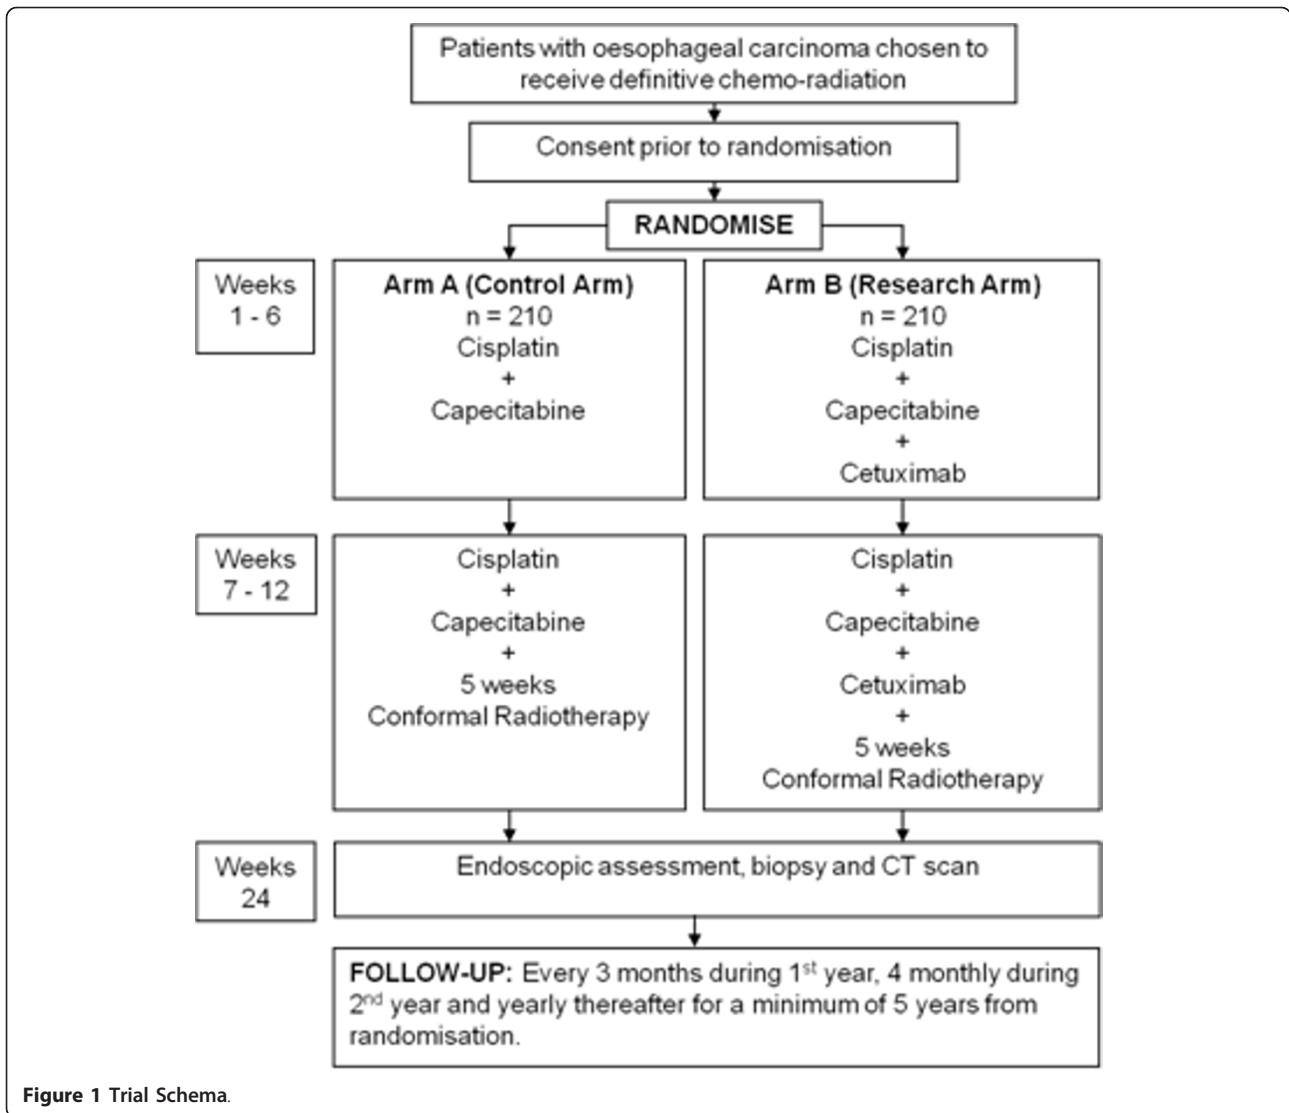 Patients with oesophageal carcinoma chosen to
receive definitive chemo-radiation
Consent prior to randomisation
RANDOMISE
Weeks
1 - 6
Arm A (Control Arm)
n = 210
Cisplatin
+
Capecitabine
Arm B (Research Arm)
n = 210
Cisplatin
+
Capecitabine
+
Cetuximab
Weeks
7 - 12
Cisplatin
+
Capecitabine
+
5 weeks
Conformal Radiotherapy
Cisplatin
+
Capecitabine
+
Cetuximab
+
5 weeks
Conformal Radiotherapy
Weeks
24
Endoscopic assessment, biopsy and CT scan
FOLLOW-UP: Every 3 months during 1st year, 4 monthly during
2nd year and yearly thereafter for a minimum of 5 years from
randomisation.
Figure 1 Trial Schema.